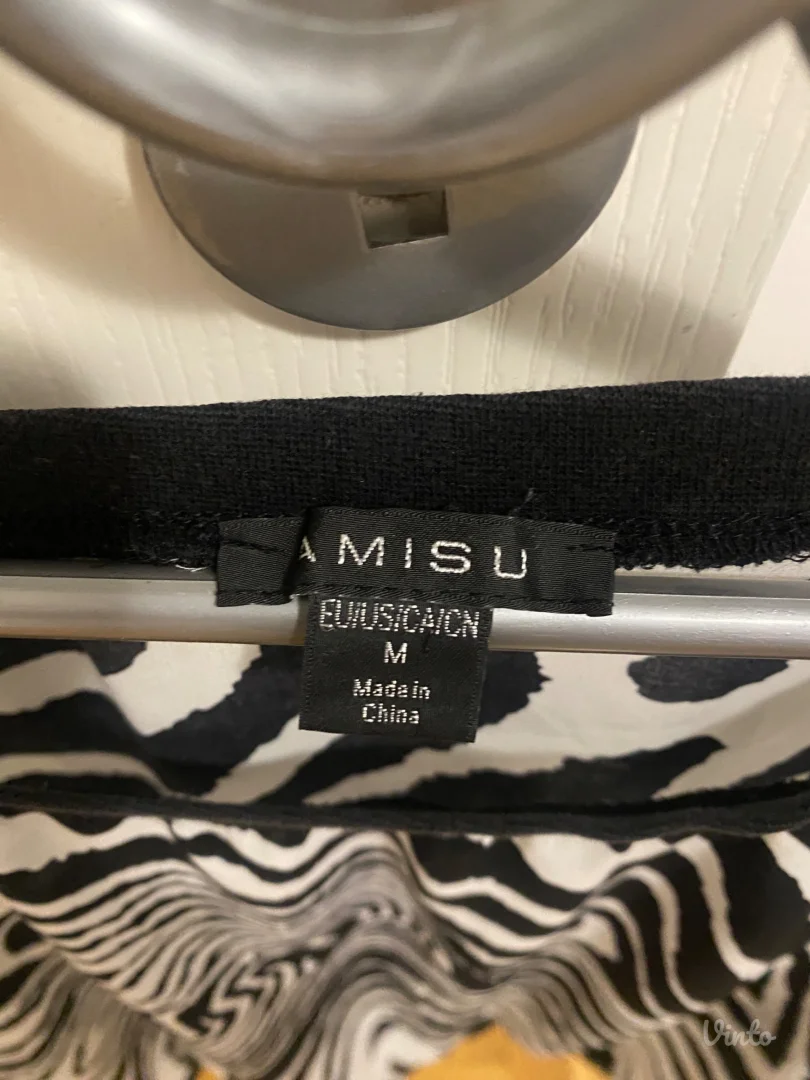 AMISU
EU/US/CA/CN
M
Made in
China
Vinto